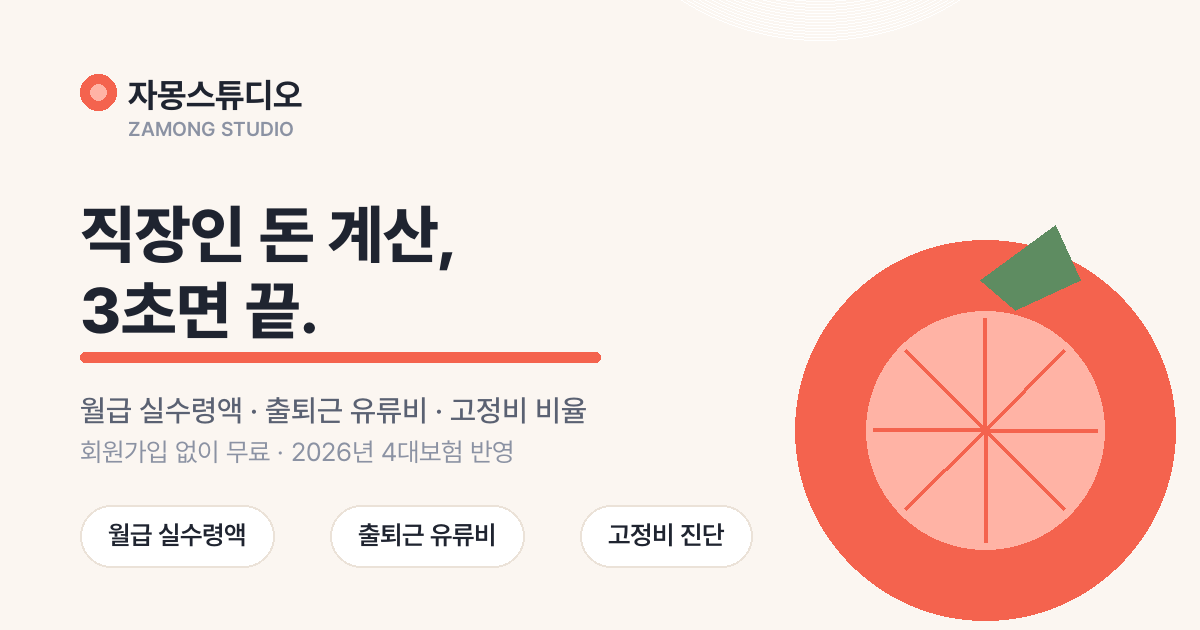 자몽스튜디오
ZAMONG STUDIO
직장인 돈 계산,
3초면 끝.
월급 실수령액 · 출퇴근 유류비 · 고정비 비율
회원가입 없이 무료 · 2026년 4대보험 반영
월급 실수령액
출퇴근 유류비
고정비 진단